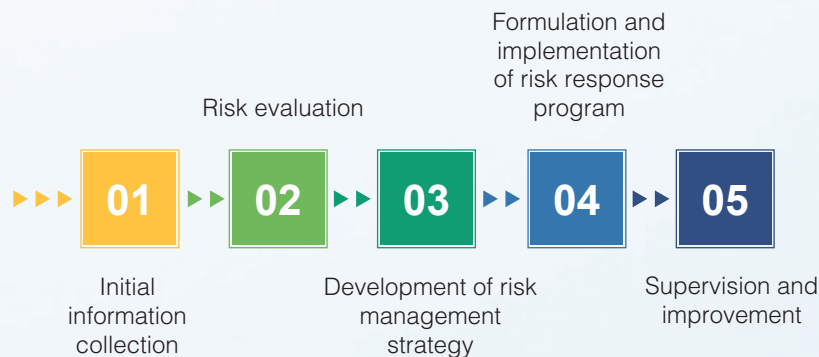 Formulation and
implementation
of risk response
program
Risk evaluation
01
02
03
04
05
Initial
information
collection
Development of risk
management
strategy
Supervision and
improvement